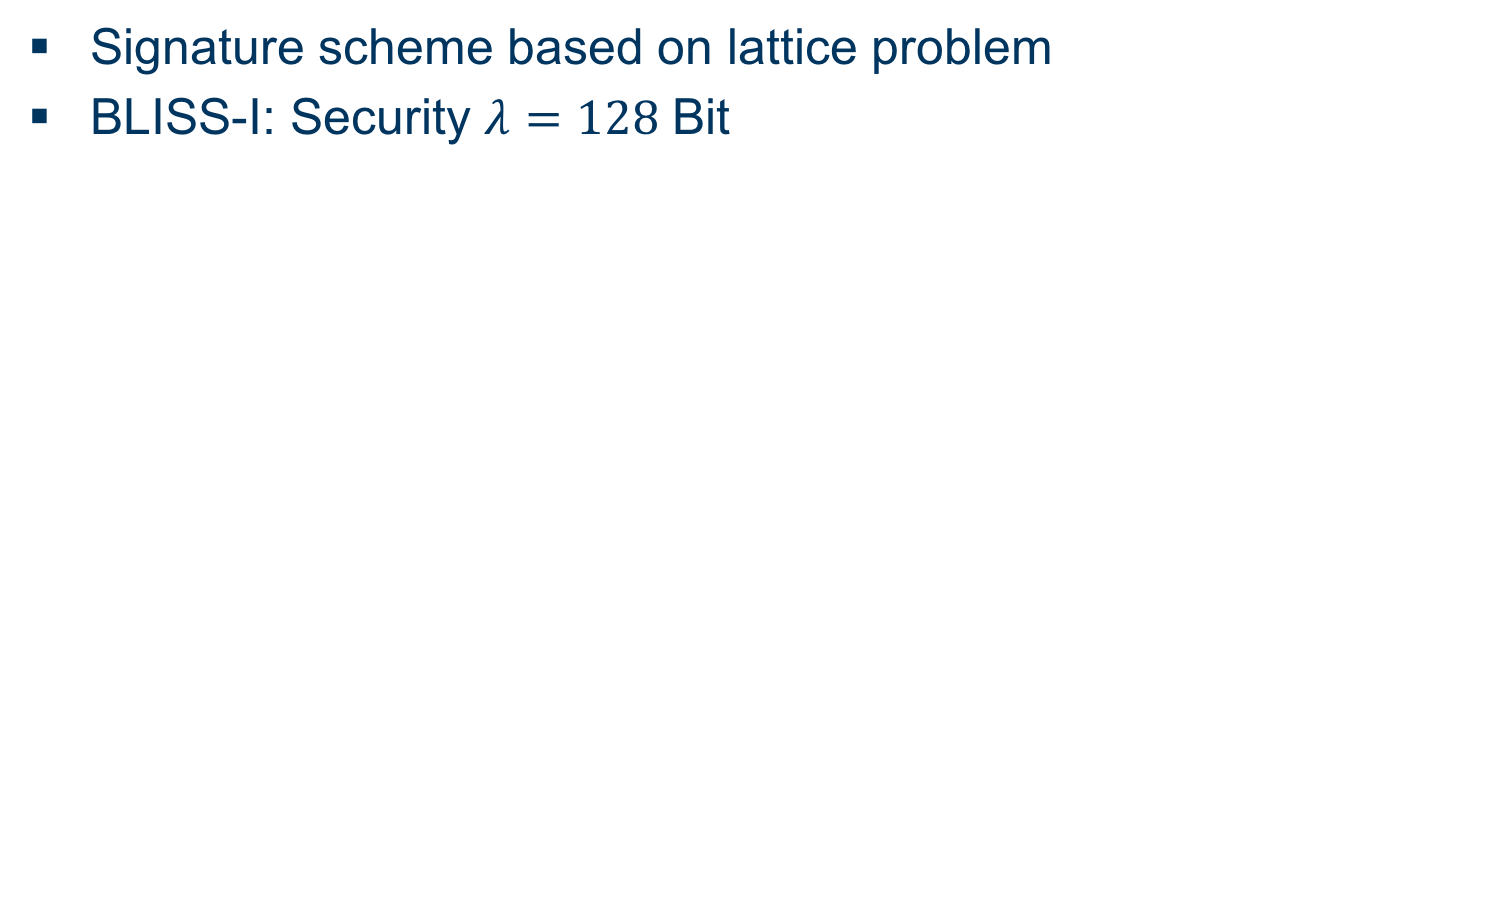 ▪ Signature scheme based on lattice problem
▪ BLISS-I: Security 𝜆 = 128 Bit